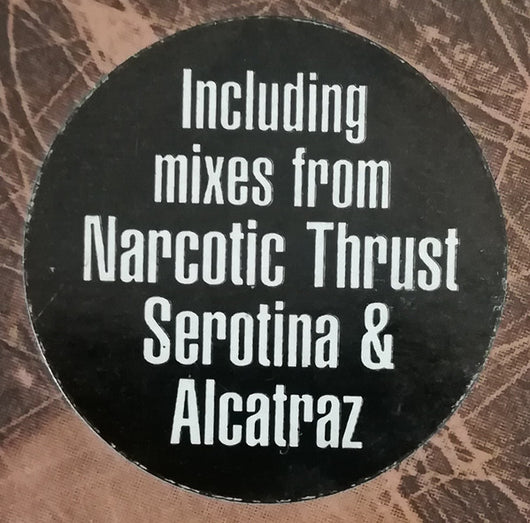 Including
mixes from
Narcotic Thrust
Serotina &
Alcatraz